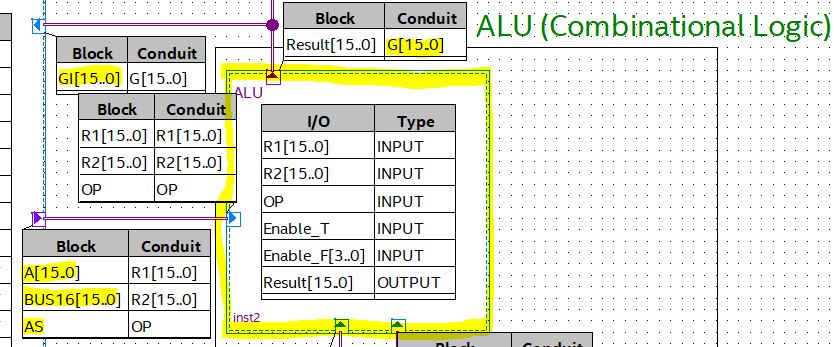 Block Conduit
Result[15..0] G[15..0]
ALU (Combinational Logic)
Block Conduit
GI[15..0] G[15..0]
ALU
Block Conduit
R1[15..0] R1[15..0]
R2[15..0] R2[15..0]
OP OP
I/O Type
R1[15..0] INPUT
R2[15..0] INPUT
OP INPUT
Enable_T INPUT
Enable_F[3..0] INPUT
Result[15..0] OUTPUT
inst2
Block Conduit
A[15..0] R1[15..0]
BUS16[15..0] R2[15..0]
AS OP
Block Conduit